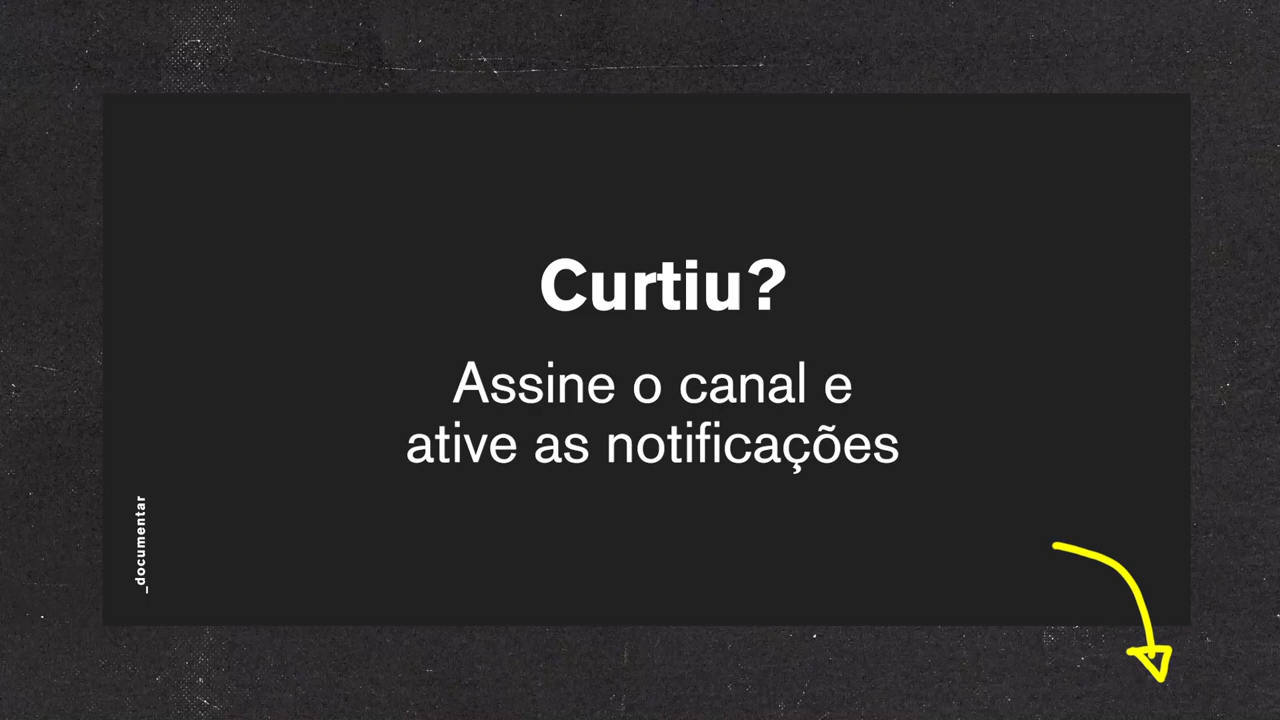 Curtiu?
Assine o canal e
ative as notificações
_documentar